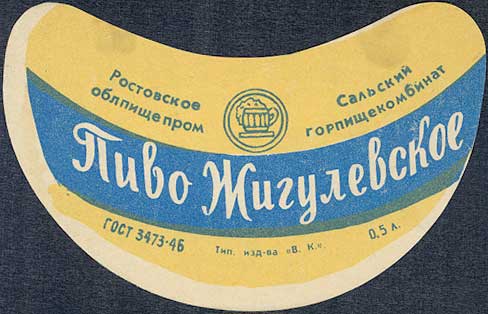 Ростовское
облпищепром
Сальский
горпищекомбинат
Пиво Жигулевское
ГОСТ 3473-46
Тип. изд-ва «В. К.»
0,5 л.